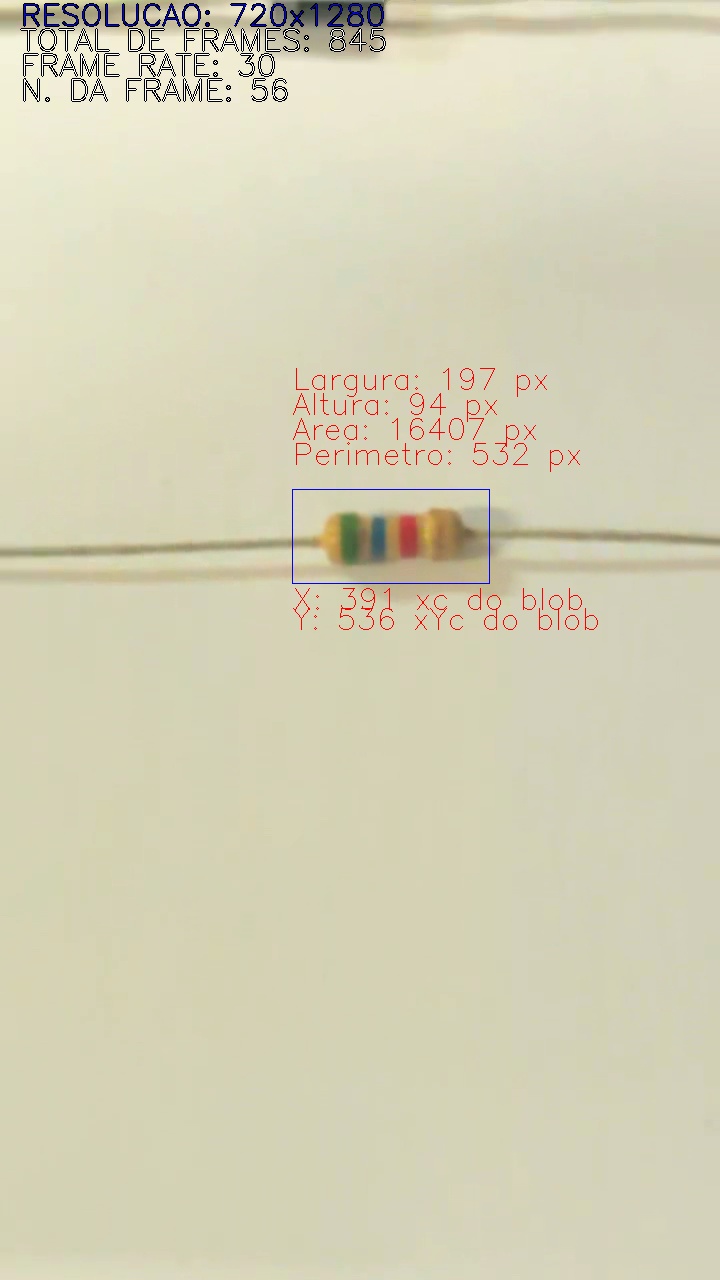 RESOLUCAO: 720x1280
TOTAL DE FRAMES: 845
FRAME RATE: 30
N. DA FRAME: 56
Largura: 197 px
Altura: 94 px
Area: 16407 px
Perimetro: 532 px
X: 391 xc do blob
Y: 536 xYc do blob